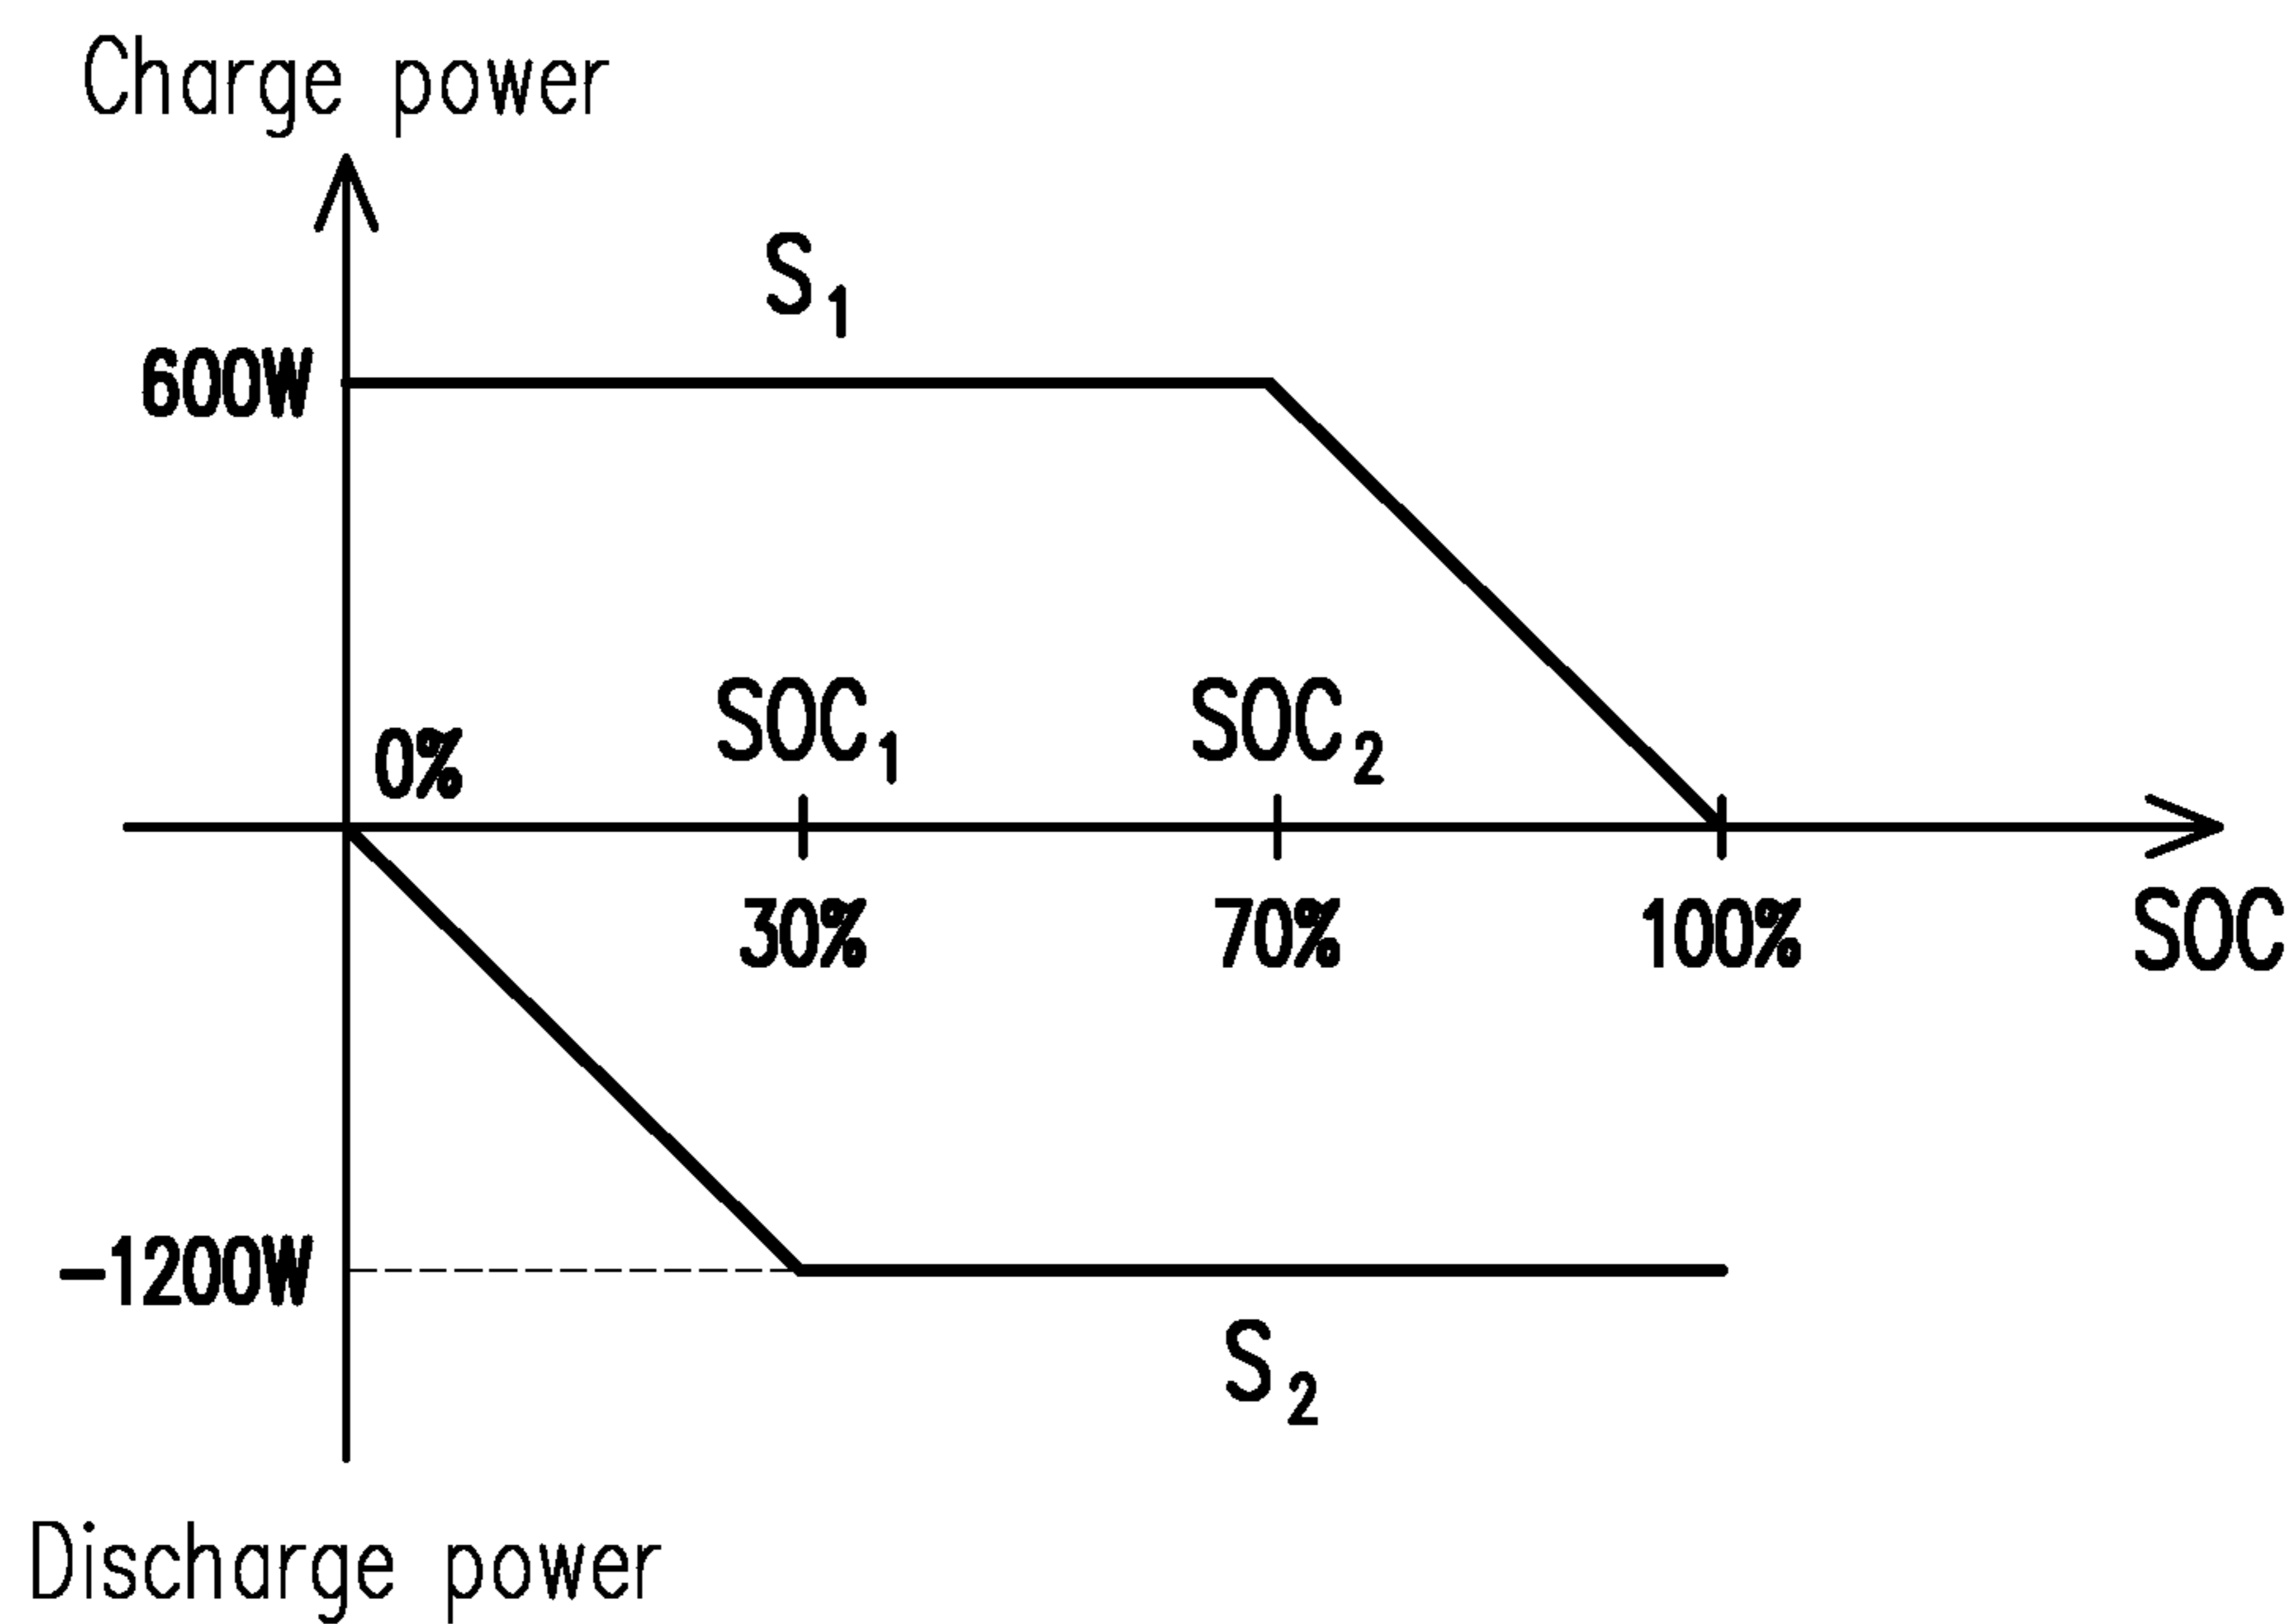 Charge power
S1
600W
SOC1 SOC2
0%
30% 70% 100% SOC
-1200W
S2
Discharge power